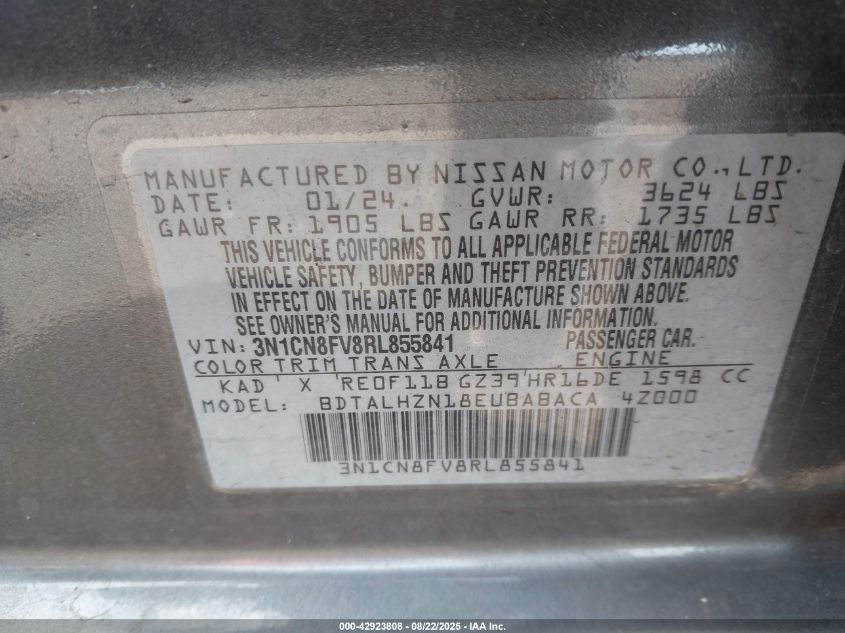 MANUFACTURED BY NISSAN MOTOR CO.,LTD.
DATE: 01/24. GVWR: 3624 LBS
GAWR FR: 1905 LBS GAWR RR: 1735 LBS
THIS VEHICLE CONFORMS TO ALL APPLICABLE FEDERAL MOTOR
VEHICLE SAFETY, BUMPER AND THEFT PREVENTION STANDARDS
IN EFFECT ON THE DATE OF MANUFACTURE SHOWN ABOVE.
SEE OWNER'S MANUAL FOR ADDITIONAL INFORMATION.
VIN: 3N1CN8FV8RL855841 PASSENGER CAR.
COLOR TRIM TRANS AXLE ENGINE
KAD X RE0F11B GZ39 HR16DE 1598 CC
MODEL: BDTALHZN18EUBABACA 4Z000
3N1CN8FV8RL855841
000-42923808 - 08/22/2025 - IAA Inc.